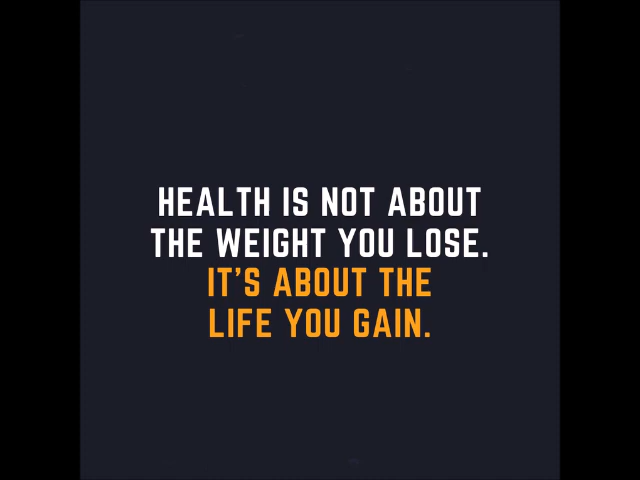 HEALTH IS NOT ABOUT
THE WEIGHT YOU LOSE.
IT'S ABOUT THE
LIFE YOU GAIN.